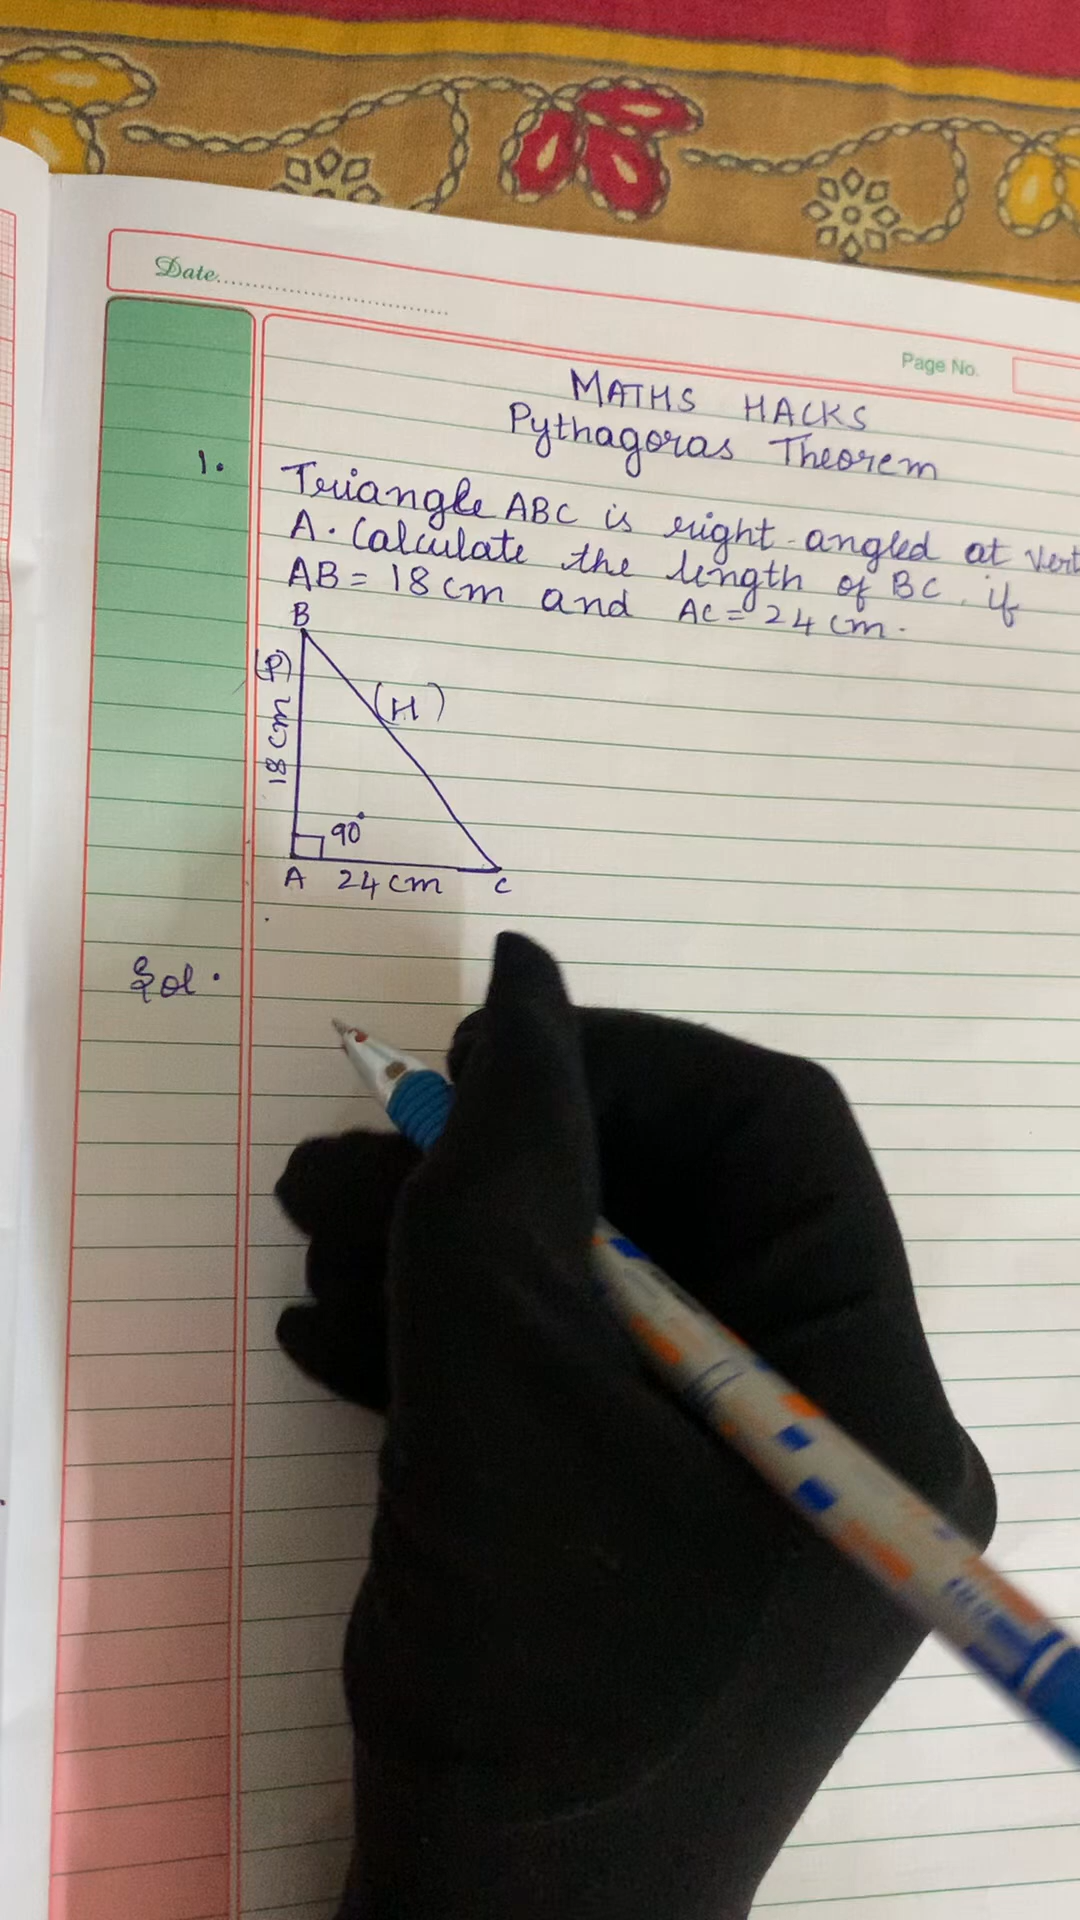 Date
Page No.
MATHS HACKS
Pythagoras Theorem
1. Triangle ABC is right-angled at vert
A. Calculate the length of BC, if
AB = 18 cm and AC = 24 cm.
B
(P)
(H)
18 cm
90°
A 24 cm C
Sol.